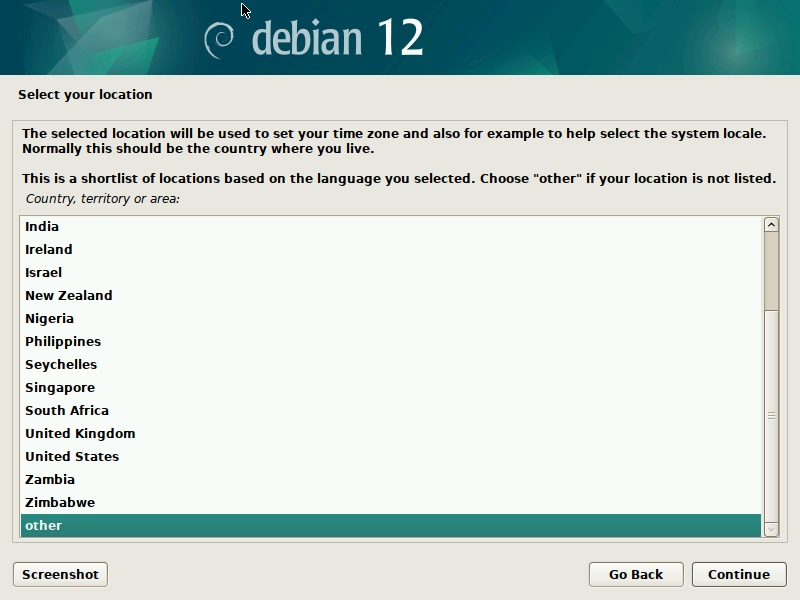 debian 12
Select your location
The selected location will be used to set your time zone and also for example to help select the system locale.
Normally this should be the country where you live.
This is a shortlist of locations based on the language you selected. Choose "other" if your location is not listed.
Country, territory or area:
India
Ireland
Israel
New Zealand
Nigeria
Philippines
Seychelles
Singapore
South Africa
United Kingdom
United States
Zambia
Zimbabwe
other
Screenshot
Go Back
Continue